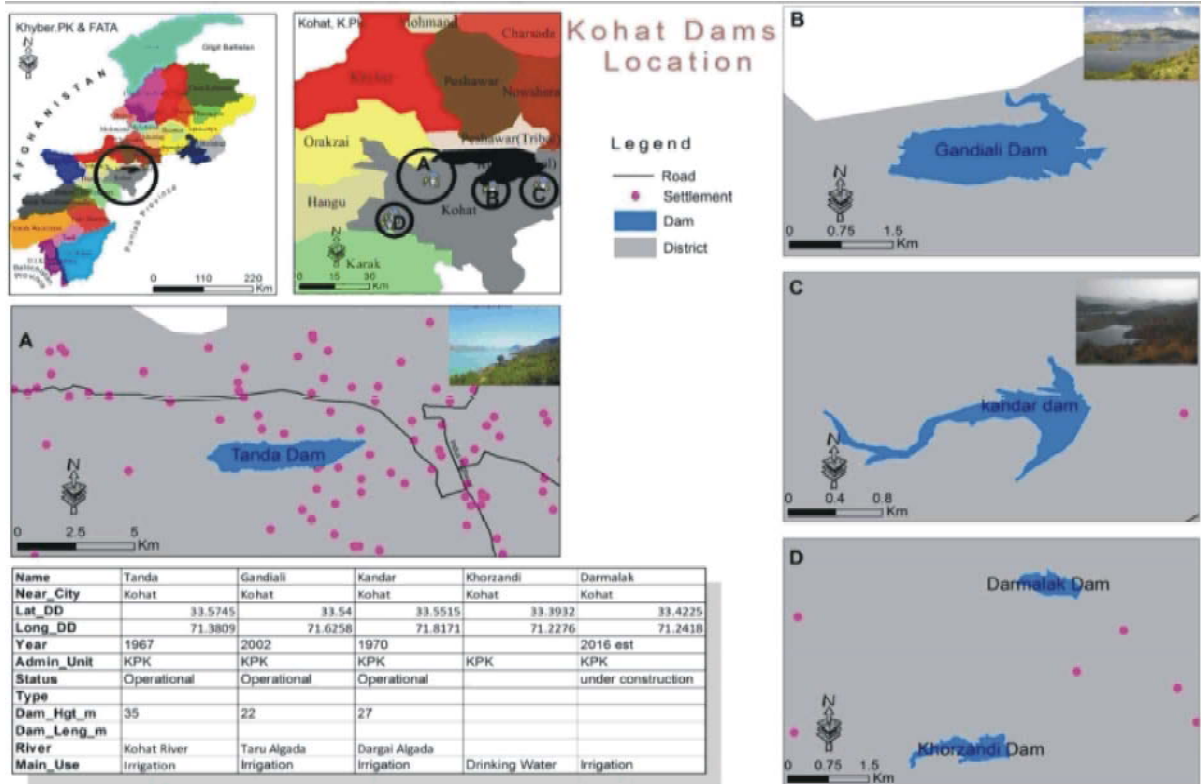 Khyber.PK & FATA
Gilgit Baltistan
AFGHANISTAN
Punjab Province
N
0 110 220
Km
Kohat, K.Pk
Mohmand
Charsada
Khyber
Peshawar
Nowshera
Peshawar(Tribal)
Orakzai
A
B
C
Hangu
Kohat
D
Karak
N
0 15 30
Km
Kohat Dams
Location
Legend
Road
Settlement
Dam
District
B
Gandiali Dam
N
0 0.75 1.5
Km
C
kandar dam
N
0 0.4 0.8
Km
A
Tanda Dam
N
0 2.5 5
Km
D
Darmalak Dam
Khorzandi Dam
N
0 0.75 1.5
Km
Name Tanda Gandiali Kandar Khorzandi Darmalak
Near_City Kohat Kohat Kohat Kohat Kohat
Lat_DD 33.5745 33.54 33.5515 33.3932 33.4225
Long_DD 71.3809 71.6258 71.8171 71.2276 71.2418
Year 1967 2002 1970 2016 est
Admin_Unit KPK KPK KPK KPK KPK
Status Operational Operational Operational under construction
Type
Dam_Hgt_m 35 22 27
Dam_Leng_m
River Kohat River Taru Algada Dargai Algada
Main_Use Irrigation Irrigation Irrigation Drinking Water Irrigation